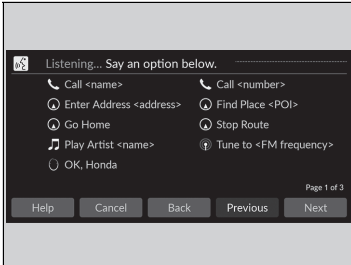 Listening... Say an option below.
Call <name> Call <number>
Enter Address <address> Find Place <POI>
Go Home Stop Route
Play Artist <name> Tune to <FM frequency>
OK, Honda
Page 1 of 3
Help Cancel Back Previous Next